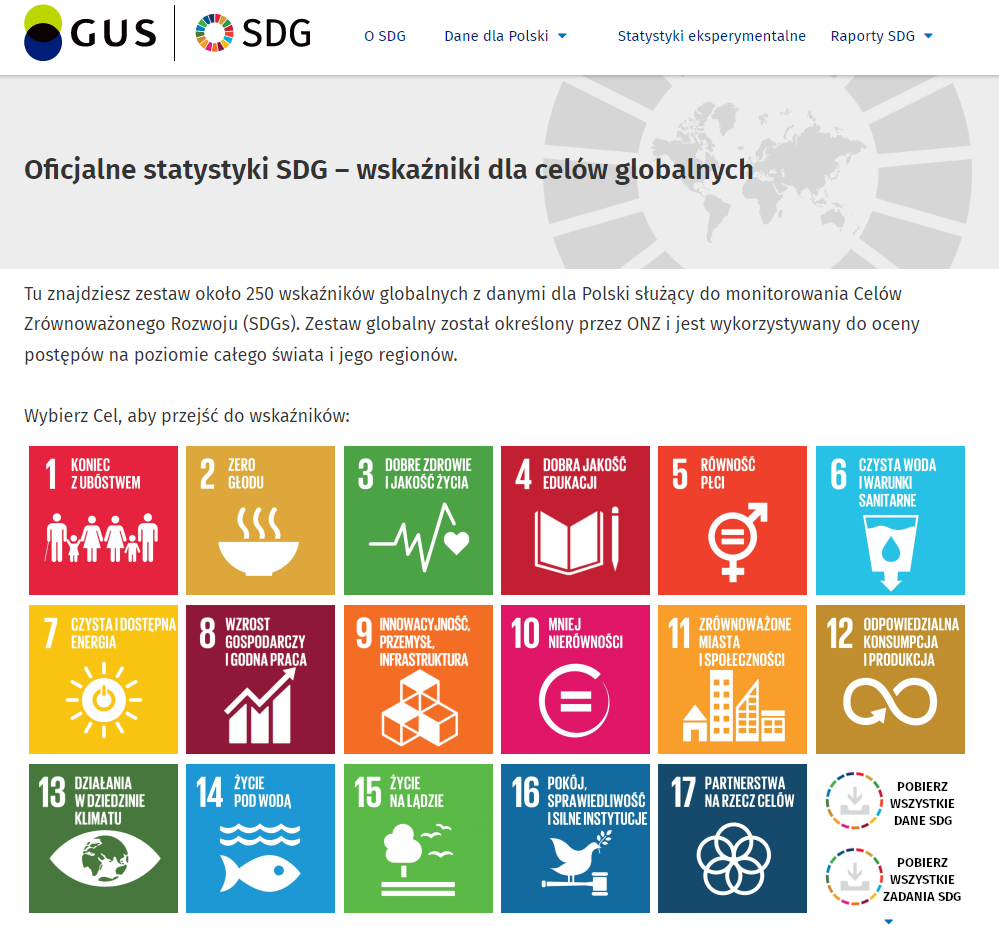 GUS
SDG
O SDG
Dane dla Polski
Statystyki eksperymentalne
Raporty SDG
Oficjalne statystyki SDG – wskaźniki dla celów globalnych
Tu znajdziesz zestaw około 250 wskaźników globalnych z danymi dla Polski służący do monitorowania Celów
Zrównoważonego Rozwoju (SDGs). Zestaw globalny został określony przez ONZ i jest wykorzystywany do oceny
postępów na poziomie całego świata i jego regionów.
Wybierz Cel, aby przejść do wskaźników:
1 KONIEC
Z UBÓSTWEM
2 ZERO
GŁODU
3 DOBRE ZDROWIE
I JAKOŚĆ ŻYCIA
4 DOBRA JAKOŚĆ
EDUKACJI
5 RÓWNOŚĆ
PŁCI
6 CZYSTA WODA
I WARUNKI
SANITARNE
7 CZYSTA I DOSTĘPNA
ENERGIA
8 WZROST
GOSPODARCZY
I GODNA PRACA
9 INNOWACYJNOŚĆ,
PRZEMYSŁ,
INFRASTRUKTURA
10 MNIEJ
NIERÓWNOŚCI
11 ZRÓWNOWAŻONE
MIASTA
I SPOŁECZNOŚCI
12 ODPOWIEDZIALNA
KONSUMPCJA
I PRODUKCJA
13 DZIAŁANIA
W DZIEDZINIE
KLIMATU
14 ŻYCIE
POD WODĄ
15 ŻYCIE
NA LĄDZIE
16 POKÓJ,
SPRAWIEDLIWOŚĆ
I SILNE INSTYTUCJE
17 PARTNERSTWA
NA RZECZ CELÓW
POBIERZ
WSZYSTKIE
DANE SDG
POBIERZ
WSZYSTKIE
ZADANIA SDG